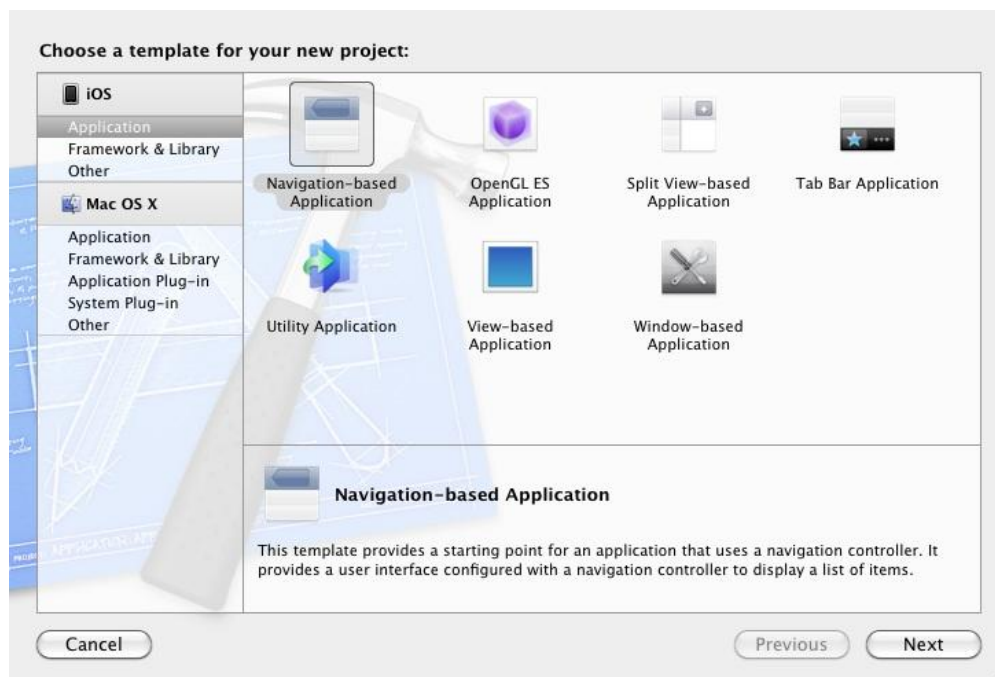 Choose a template for your new project:
iOS
Application
Framework & Library
Other
Mac OS X
Application
Framework & Library
Application Plug-in
System Plug-in
Other
Navigation-based
Application
OpenGL ES
Application
Split View-based
Application
Tab Bar Application
Utility Application
View-based
Application
Window-based
Application
Navigation-based Application
This template provides a starting point for an application that uses a navigation controller. It
provides a user interface configured with a navigation controller to display a list of items.
Cancel
Previous
Next